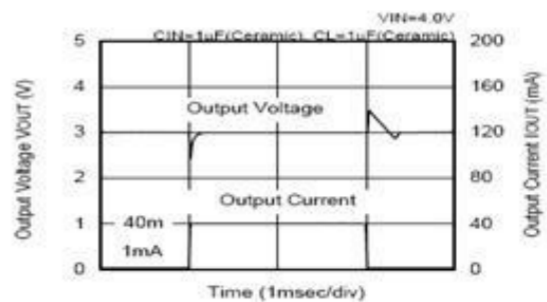 VIN=4.0V
CIN=1uF(Ceramic), CL=1uF(Ceramic)
5 200
4 160
Output Voltage
3 120
2 80
Output Current
1 40m 40
1mA
0 0
Output Voltage VOUT (V)
Output Current IOUT (mA)
Time (1msec/div)